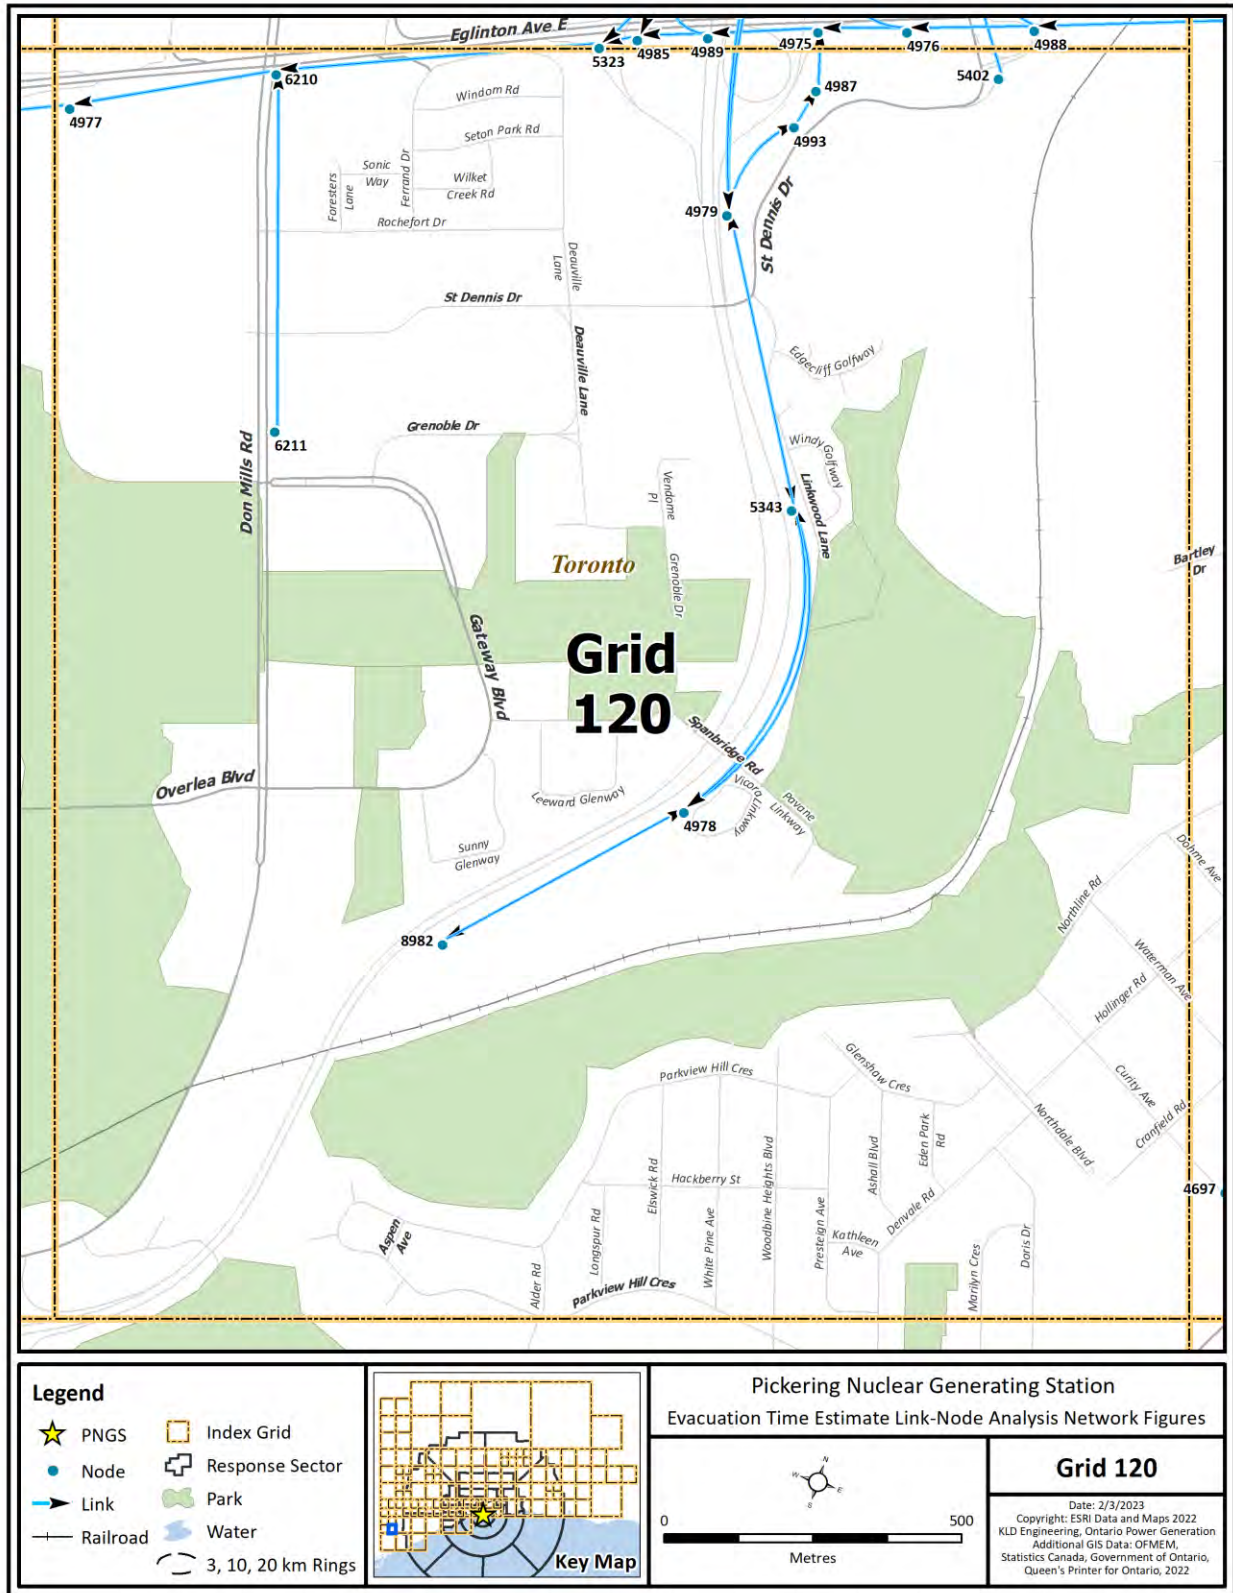 Eglinton Ave E
5323
4985
4989
4975
4976
4988
6210
5402
4977
4987
4993
Windom Rd
Seton Park Rd
Sonic
Way
Wilket
Creek Rd
Foresters
Lane
Ferrand Dr
Rochefort Dr
4979
St Dennis Dr
Deauville
Lane
St Dennis Dr
Deauville Lane
Edgecliff Golfway
Grenoble Dr
6211
Don Mills Rd
Windy Golfway
Linkwood Lane
Vendome
Pl
5343
Toronto
Grenoble Dr
Bartley
Dr
Gateway Blvd
Grid
120
Spanbridge Rd
Overlea Blvd
Leeward Glenway
Vicora Linkway
Pavane
Linkway
4978
Sunny
Glenway
8982
Dohme Ave
Northline Rd
Waterman Ave
Hollinger Rd
Parkview Hill Cres
Glenshaw Cres
Curity Ave
Cranfield Rd
Northdale Blvd
Eden Park
Rd
Ashall Blvd
Woodbine Heights Blvd
Elswick Rd
Hackberry St
4697
Denvale Rd
Presteign Ave
Kathleen
Ave
White Pine Ave
Longspur Rd
Aspen
Ave
Alder Rd
Parkview Hill Cres
Marilyn Cres
Doris Dr
Legend
PNGS
Node
Link
Railroad
Index Grid
Response Sector
Park
Water
3, 10, 20 km Rings
Key Map
Pickering Nuclear Generating Station
Evacuation Time Estimate Link-Node Analysis Network Figures
N
W
E
S
0
500
Metres
Grid 120
Date: 2/3/2023
Copyright: ESRI Data and Maps 2022
KLD Engineering, Ontario Power Generation
Additional GIS Data: OFMEM,
Statistics Canada, Government of Ontario,
Queen's Printer for Ontario, 2022